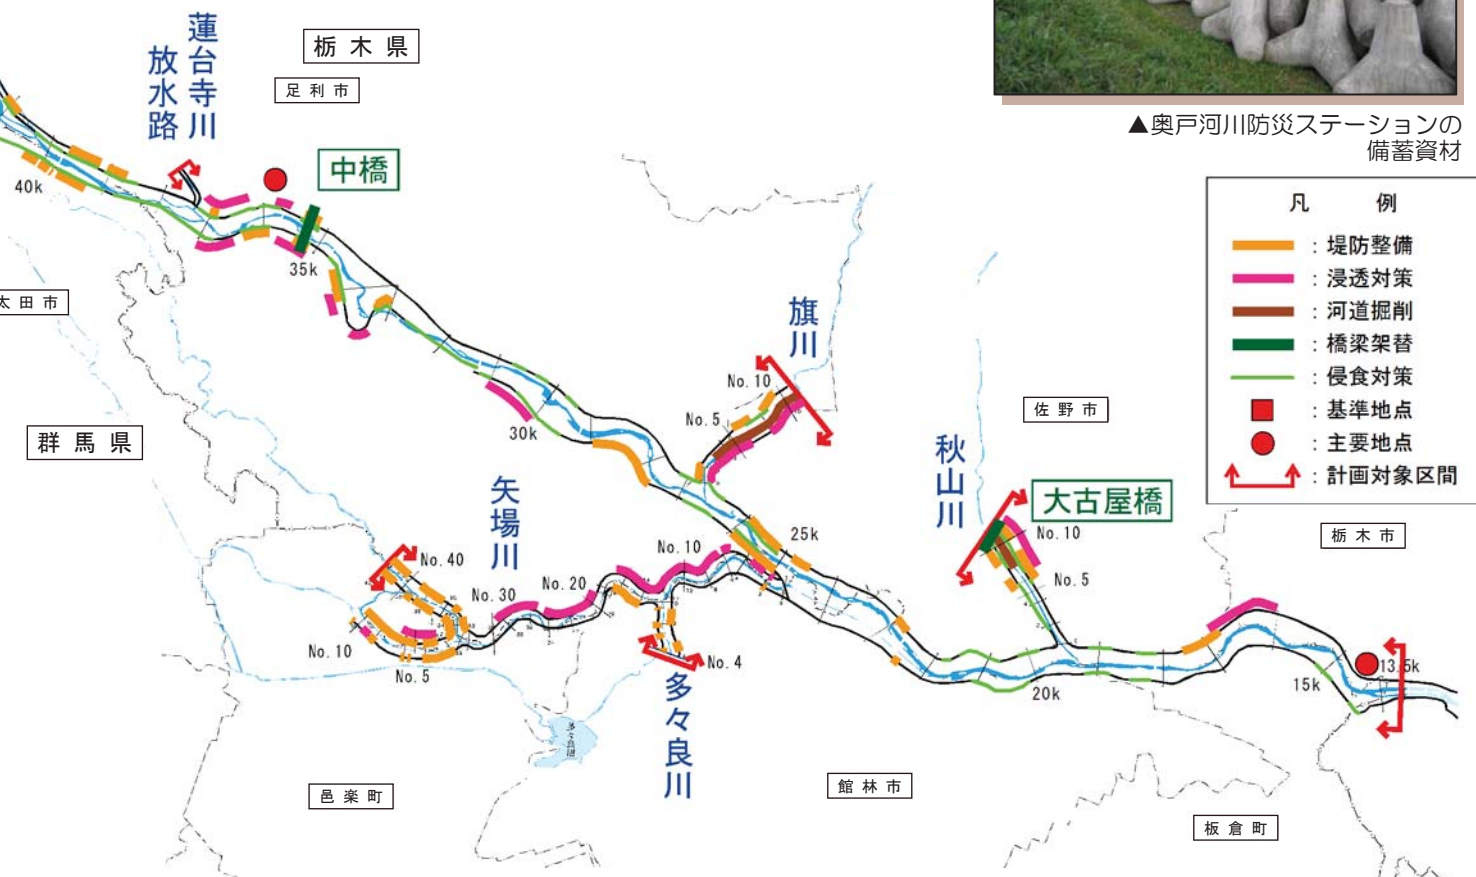 蓮台寺川
放水路
栃木県
足利市
▲奥戸河川防災ステーションの
備蓄資材
中橋
40k
35k
太田市
凡 例
：堤防整備
：浸透対策
：河道掘削
：橋梁架替
：侵食対策
：基準地点
：主要地点
：計画対象区間
旗川
No.10
No.5
佐野市
30k
群馬県
秋山川
大古屋橋
矢場川
25k
No.10
栃木市
No.10
No.40
No.20
No.30
No.5
No.10
No.5
No.4
多々良川
20k
15k
13.5k
邑楽町
館林市
板倉町